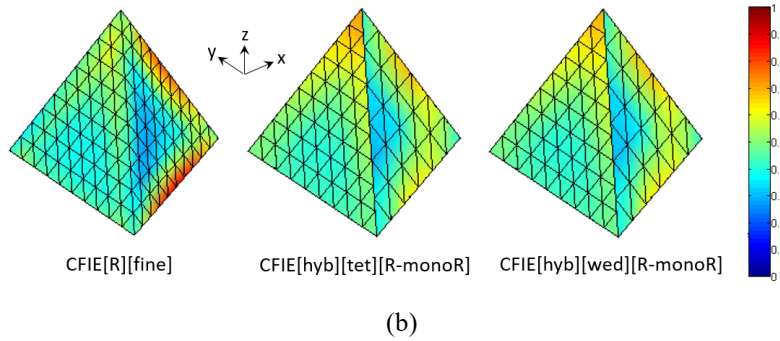 z
y x
1
0
CFIE[R][fine] CFIE[hyb][tet][R-monoR] CFIE[hyb][wed][R-monoR]
(b)